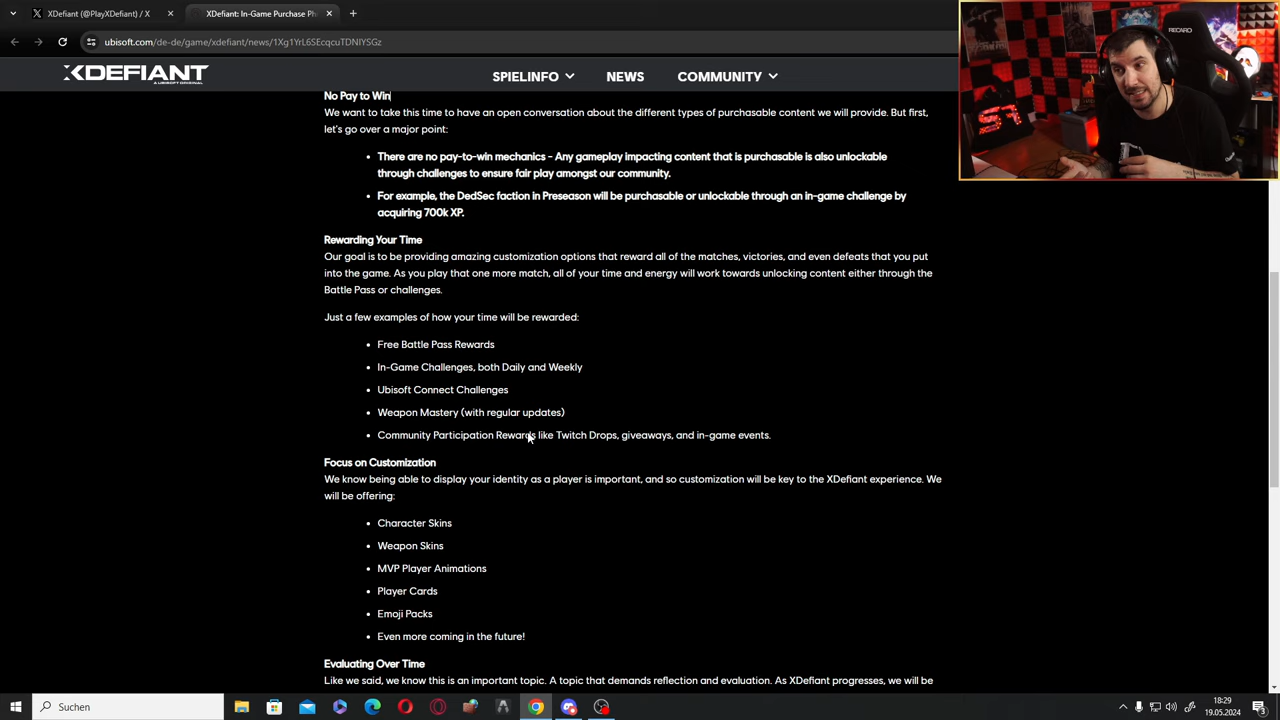 XDefiant (@PlayXDefiant) / X
XDefiant: In-Game Purchase Ph
ubisoft.com/de-de/game/xdefiant/news/1Xg1YrL6SEcqcuTDNIYSGz
XDEFIANT
A UBISOFT ORIGINAL
SPIELINFO
NEWS
COMMUNITY
RECARO
No Pay to Win
We want to take this time to have an open conversation about the different types of purchasable content we will provide. But first,
let's go over a major point:
• There are no pay-to-win mechanics - Any gameplay impacting content that is purchasable is also unlockable
through challenges to ensure fair play amongst our community.
• For example, the DedSec faction in Preseason will be purchasable or unlockable through an in-game challenge by
acquiring 700k XP.
Rewarding Your Time
Our goal is to be providing amazing customization options that reward all of the matches, victories, and even defeats that you put
into the game. As you play that one more match, all of your time and energy will work towards unlocking content either through the
Battle Pass or challenges.
Just a few examples of how your time will be rewarded:
• Free Battle Pass Rewards
• In-Game Challenges, both Daily and Weekly
• Ubisoft Connect Challenges
• Weapon Mastery (with regular updates)
• Community Participation Rewards like Twitch Drops, giveaways, and in-game events.
Focus on Customization
We know being able to display your identity as a player is important, and so customization will be key to the XDefiant experience. We
will be offering:
• Character Skins
• Weapon Skins
• MVP Player Animations
• Player Cards
• Emoji Packs
• Even more coming in the future!
Evaluating Over Time
Like we said, we know this is an important topic. A topic that demands reflection and evaluation. As XDefiant progresses, we will be
Suchen
18:29
19.05.2024
3